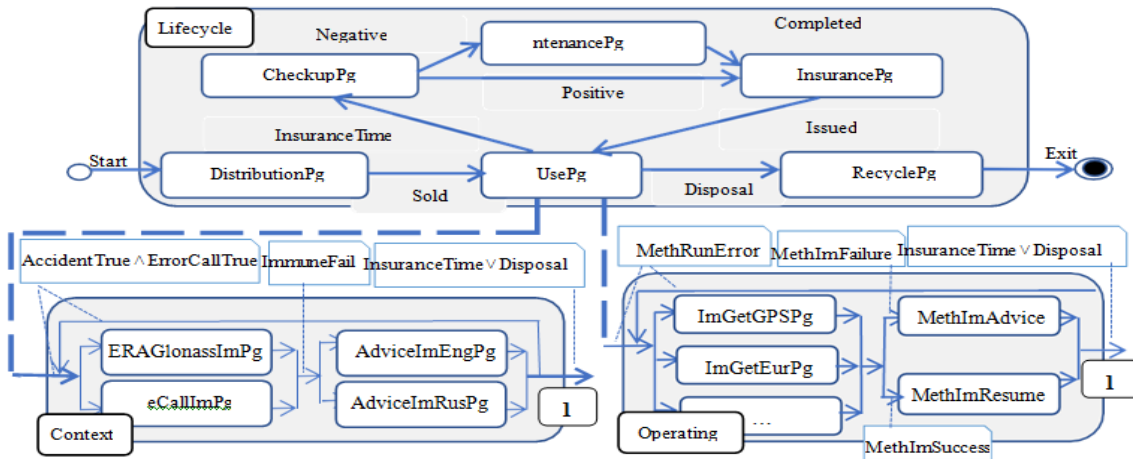 Lifecycle
Negative
ntenancePg
Completed
CheckupPg
InsurancePg
Positive
InsuranceTime
Issued
Start
Exit
DistributionPg
UsePg
RecyclePg
Sold
Disposal
AccidentTrue ∧ ErrorCallTrue
ImmuneFail
InsuranceTime ∨ Disposal
MethRunError
MethImFailure
InsuranceTime ∨ Disposal
ERAGlonassImPg
AdviceImEngPg
eCallImPg
AdviceImRusPg
1
Context
ImGetGPSPg
MethImAdvice
ImGetEurPg
MethImResume
1
...
Operating
MethImSuccess